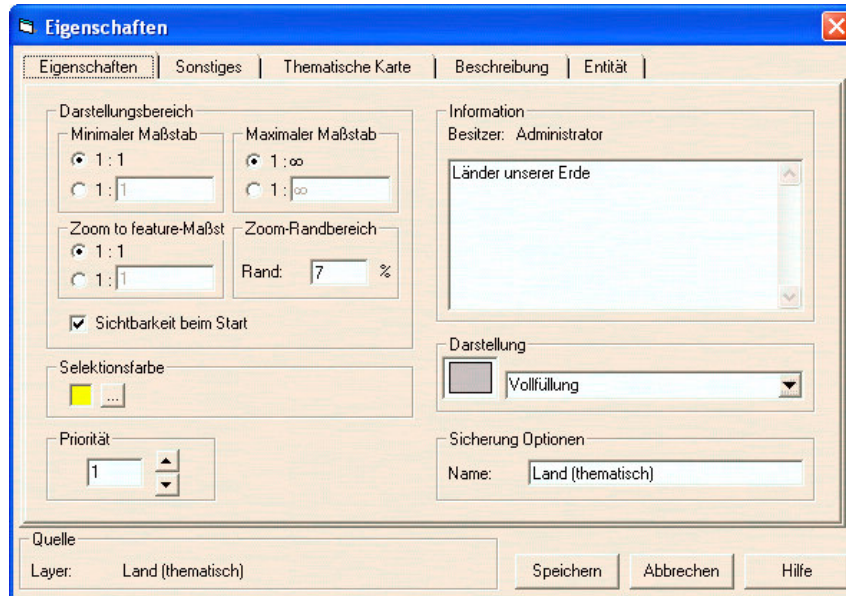 Eigenschaften
Eigenschaften Sonstiges Thematische Karte Beschreibung Entität
Darstellungsbereich
Minimaler Maßstab
1 : 1
1 : 1
Maximaler Maßstab
1 : ∞
1 : ∞
Zoom to feature-Maßst
1 : 1
1 : 1
Zoom-Randbereich
Rand: 7 %
Sichtbarkeit beim Start
Selektionsfarbe
...
Priorität
1
Information
Besitzer: Administrator
Länder unserer Erde
Darstellung
Vollfüllung
Sicherung Optionen
Name: Land (thematisch)
Quelle
Layer: Land (thematisch)
Speichern Abbrechen Hilfe